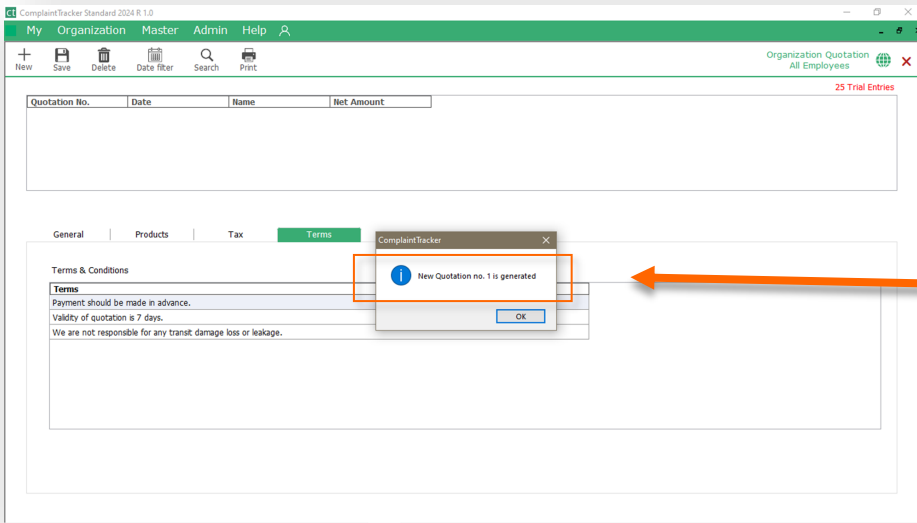 CT ComplaintTracker Standard 2024 R 1.0
My Organization Master Admin Help
New Save Delete Date filter Search Print
Organization Quotation
All Employees
25 Trial Entries
Quotation No. Date Name Net Amount
General Products Tax Terms
ComplaintTracker
New Quotation no. 1 is generated
OK
Terms & Conditions
Terms
Payment should be made in advance.
Validity of quotation is 7 days.
We are not responsible for any transit damage loss or leakage.